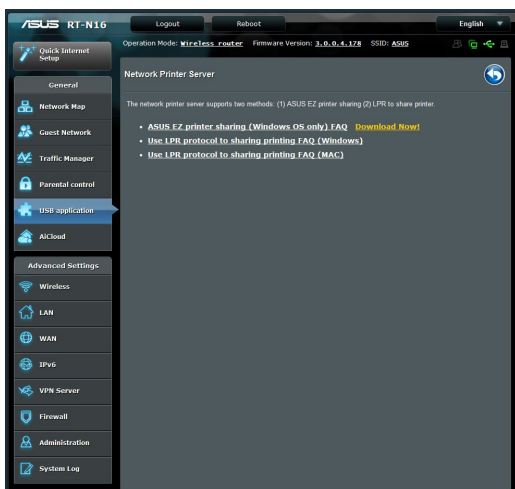 ASUS RT-N16
Logout
Reboot
English
Operation Mode: Wireless router Firmware Version: 3.0.0.4.178 SSID: ASUS
Quick Internet
Setup
General
Network Map
Guest Network
Traffic Manager
Parental control
USB application
AiCloud
Advanced Settings
Wireless
LAN
WAN
IPv6
VPN Server
Firewall
Administration
System Log
Network Printer Server
The network printer server supports two methods: (1) ASUS EZ printer sharing (2) LPR to share printer.
• ASUS EZ printer sharing (Windows OS only) FAQ Download Now!
• Use LPR protocol to sharing printing FAQ (Windows)
• Use LPR protocol to sharing printing FAQ (MAC)